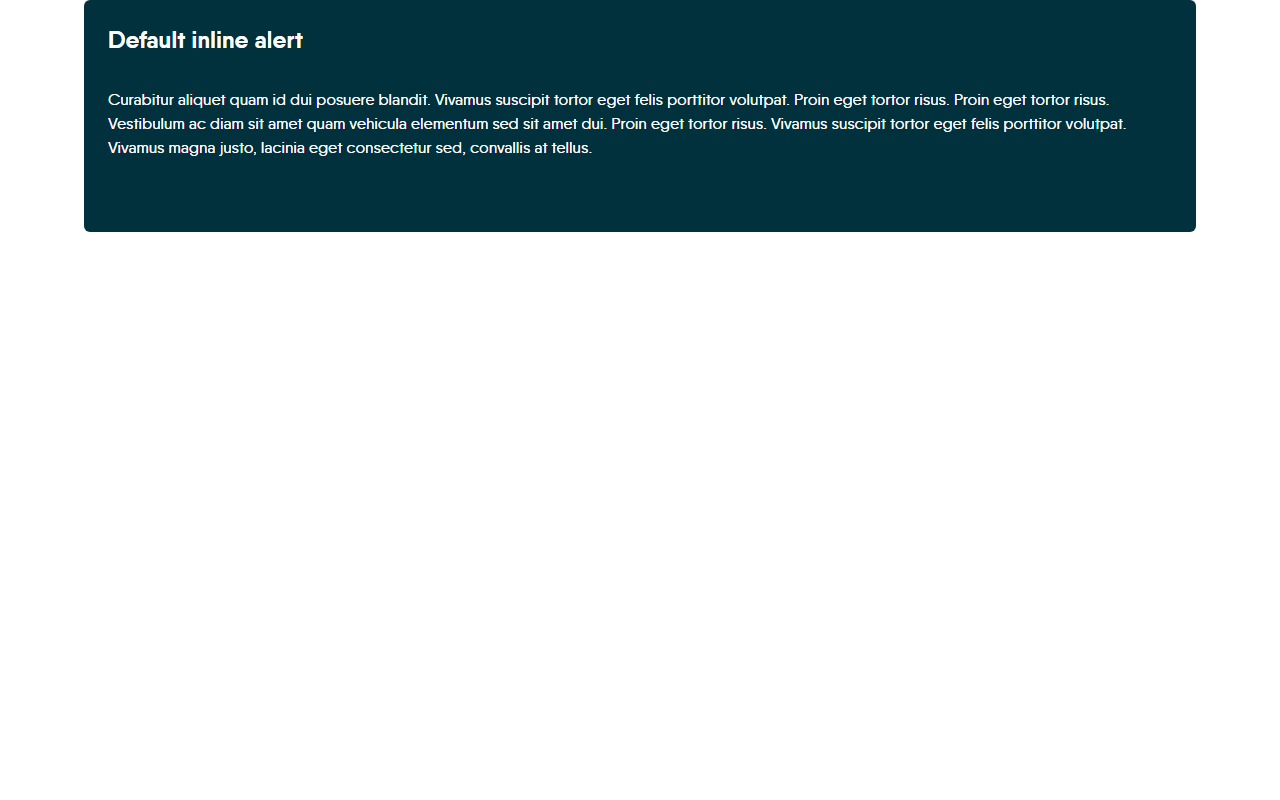 Default inline alert
Curabitur aliquet quam id dui posuere blandit. Vivamus suscipit tortor eget felis porttitor volutpat. Proin eget tortor risus. Proin eget tortor risus.
Vestibulum ac diam sit amet quam vehicula elementum sed sit amet dui. Proin eget tortor risus. Vivamus suscipit tortor eget felis porttitor volutpat.
Vivamus magna justo, lacinia eget consectetur sed, convallis at tellus.